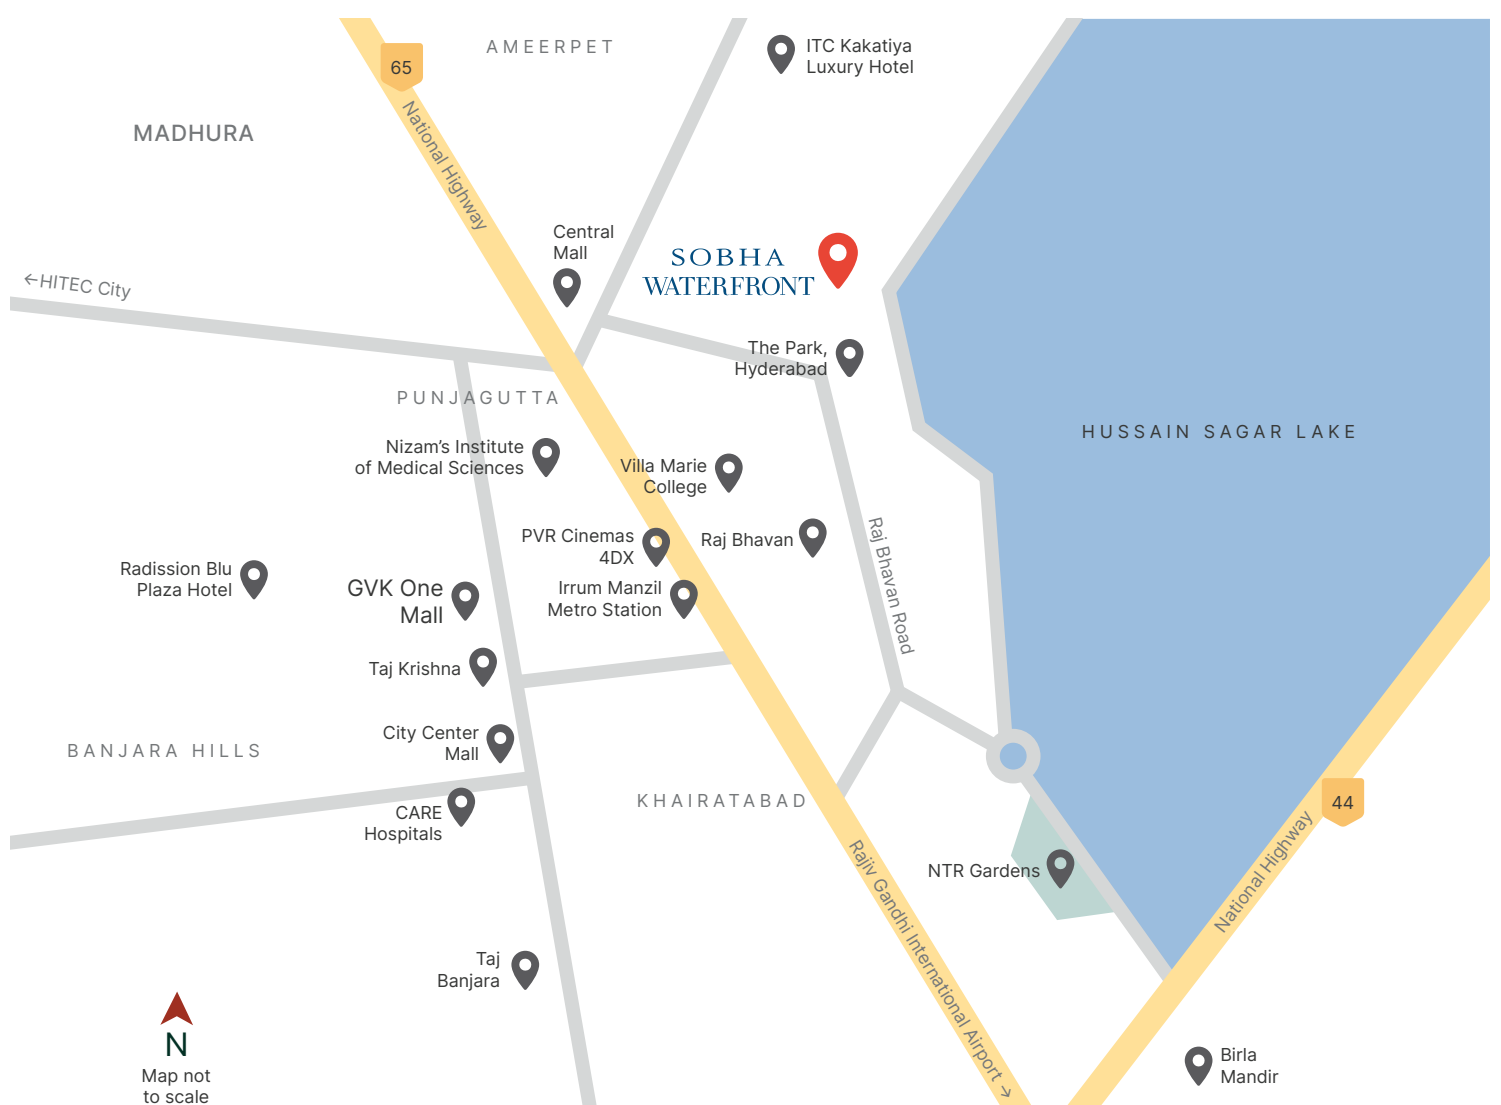 AMEERPET
ITC Kakatiya
Luxury Hotel
65
National Highway
MADHURA
Central
Mall
SOBHA
WATERFRONT
←HITEC City
The Park,
Hyderabad
PUNJAGUTTA
HUSSAIN SAGAR LAKE
Nizam's Institute
of Medical Sciences
Villa Marie
College
PVR Cinemas
4DX
Raj Bhavan
Raj Bhavan Road
Radission Blu
Plaza Hotel
GVK One
Mall
Irrum Manzil
Metro Station
Taj Krishna
City Center
Mall
BANJARA HILLS
KHAIRATABAD
44
National Highway
CARE
Hospitals
Rajiv Gandhi International Airport →
NTR Gardens
Taj
Banjara
N
Map not
to scale
Birla
Mandir